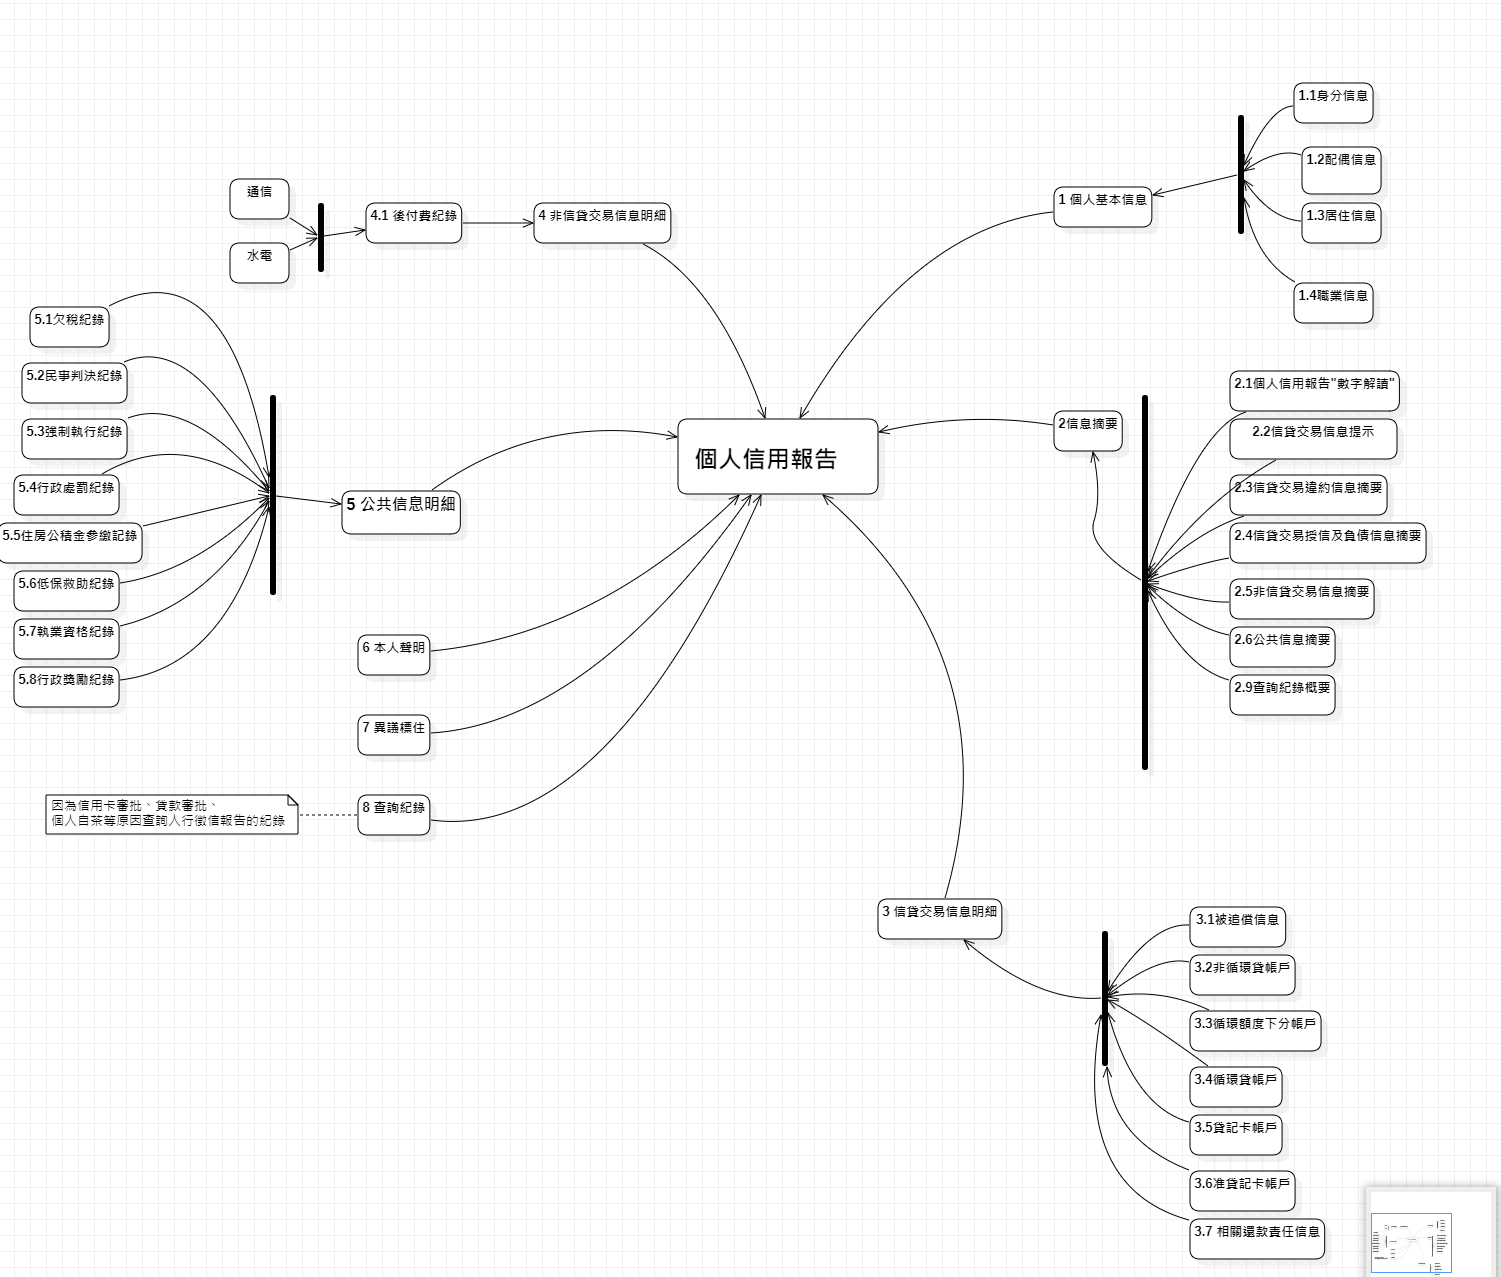 個人信用報告
1 個人基本信息
1.1身分信息
1.2配偶信息
1.3居住信息
1.4職業信息
2信息摘要
2.1個人信用報告"數字解讀"
2.2信貸交易信息提示
2.3信貸交易違約信息摘要
2.4信貸交易授信及負債信息摘要
2.5非信貸交易信息摘要
2.6公共信息摘要
2.9查詢紀錄概要
3 信貸交易信息明細
3.1被追償信息
3.2非循環貸帳戶
3.3循環額度下分帳戶
3.4循環貸帳戶
3.5貸記卡帳戶
3.6准貸記卡帳戶
3.7 相關還款責任信息
4 非信貸交易信息明細
4.1 後付費紀錄
通信
水電
5 公共信息明細
5.1欠稅紀錄
5.2民事判決紀錄
5.3強制執行紀錄
5.4行政處罰紀錄
5.5住房公積金參繳記錄
5.6低保救助紀錄
5.7執業資格紀錄
5.8行政獎勵紀錄
6 本人聲明
7 異議標住
8 查詢紀錄
因為信用卡審批、貸款審批、
個人自茶等原因查詢人行徵信報告的紀錄